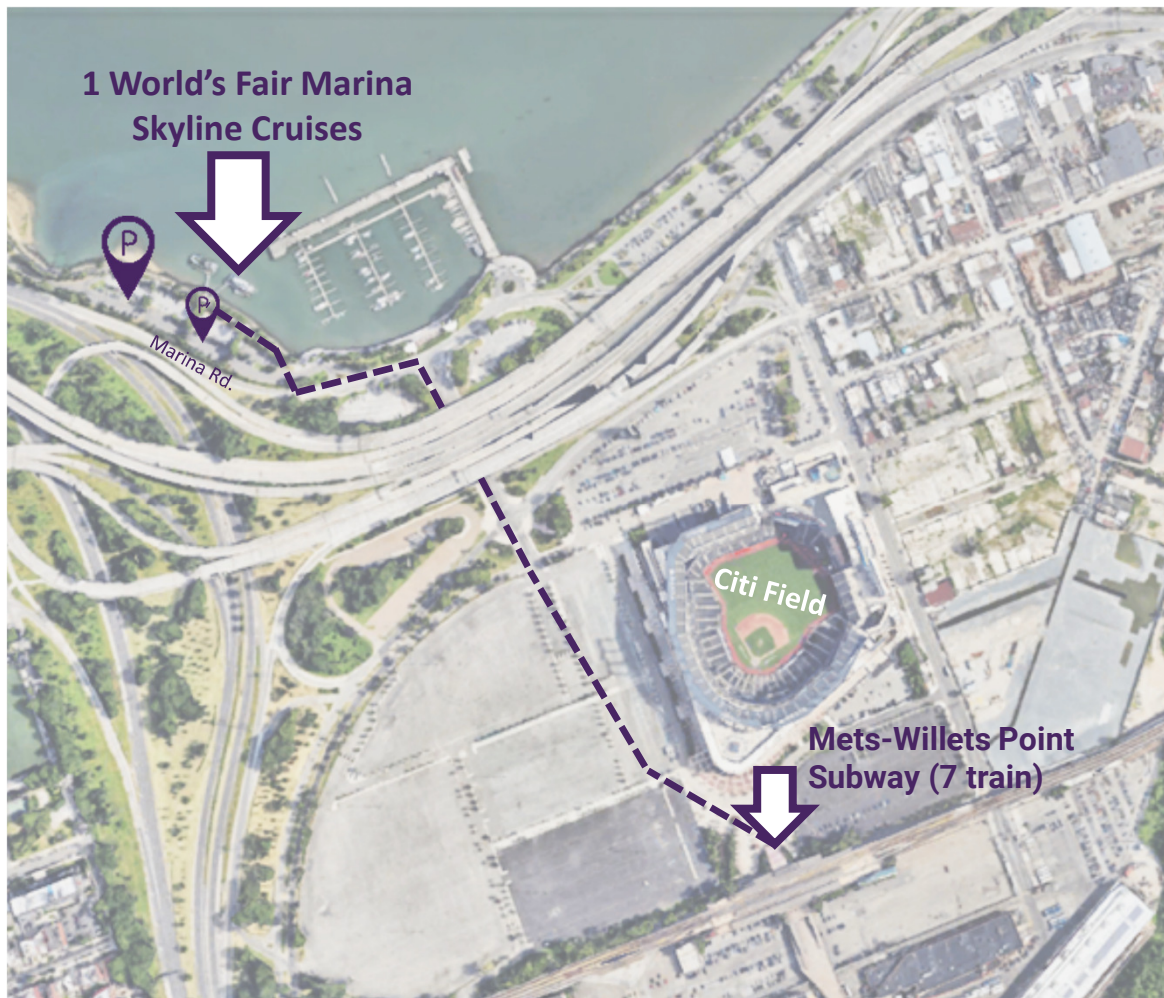 1 World’s Fair Marina
Skyline Cruises
P
P
Marina Rd.
Citi Field
Mets-Willets Point
Subway (7 train)